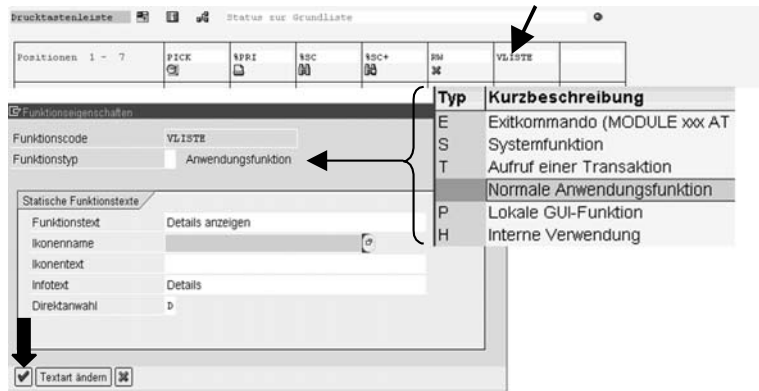 Drucktastenleiste Status zur Grundliste
Positionen 1 - 7 PICK %PRI %SC %SC+ RW VLISTE
Funktionseigenschaften
Funktionscode VLISTE
Funktionstyp Anwendungsfunktion
Statische Funktionstexte
Funktionstext Details anzeigen
Ikonenname
Ikonentext
Infotext Details
Direktanwahl D
Textart ändern
Typ Kurzbeschreibung
E Exitkommando (MODULE xxx AT
S Systemfunktion
T Aufruf einer Transaktion
Normale Anwendungsfunktion
P Lokale GUI-Funktion
H Interne Verwendung